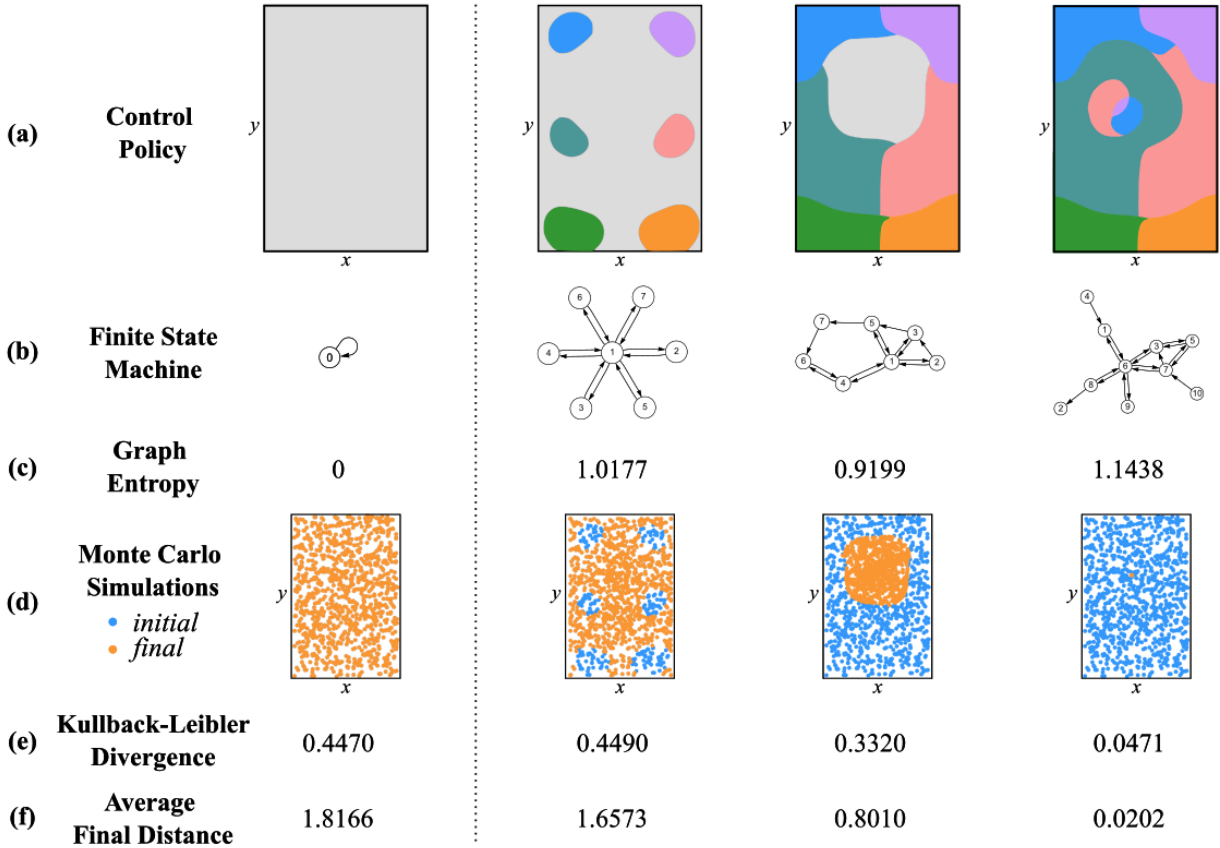 (a)
Control
Policy
y
x
y
x
y
x
y
x
(b)
Finite State
Machine
0
6
7
4
1
2
3
5
7
5
3
6
1
2
4
4
1
3
5
6
7
8
2
9
10
(c)
Graph
Entropy
0
1.0177
0.9199
1.1438
(d)
Monte Carlo
Simulations
initial
final
y
x
y
x
y
x
y
x
(e)
Kullback-Leibler
Divergence
0.4470
0.4490
0.3320
0.0471
(f)
Average
Final Distance
1.8166
1.6573
0.8010
0.0202